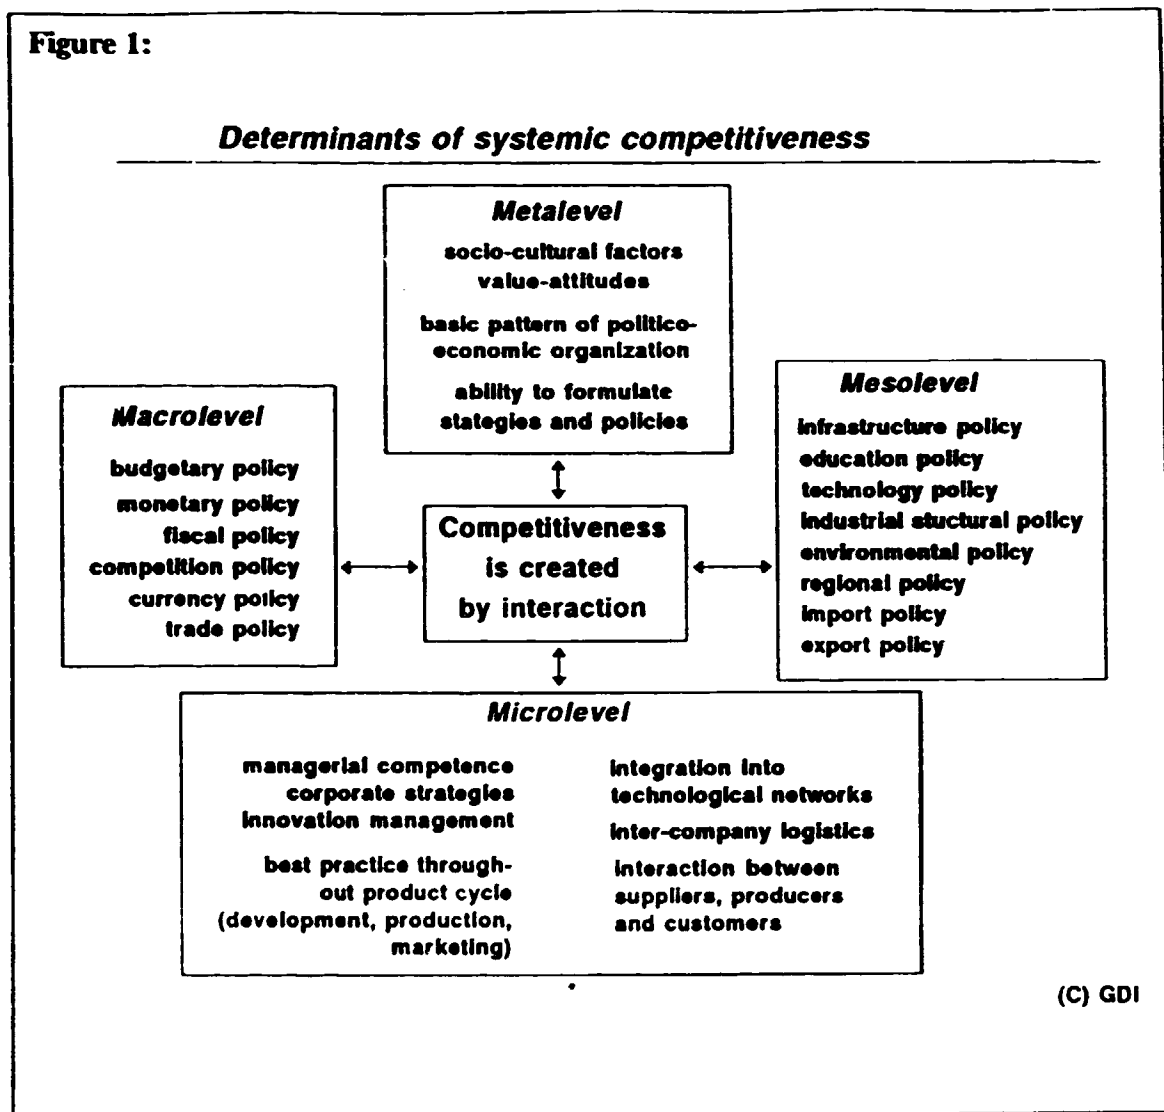 Figure 1:
Determinants of systemic competitiveness
Metalevel
socio-cultural factors
value-attitudes
basic pattern of politico-
economic organization
ability to formulate
stategies and policies
Macrolevel
budgetary policy
monetary policy
fiscal policy
competition policy
currency policy
trade policy
Competitiveness
is created
by interaction
Mesolevel
infrastructure policy
education policy
technology policy
industrial stuctural policy
environmental policy
regional policy
import policy
export policy
Microlevel
managerial competence
corporate strategies
innovation management
best practice through-
out product cycle
(development, production,
marketing)
integration into
technological networks
inter-company logistics
interaction between
suppliers, producers
and customers
(C) GDI